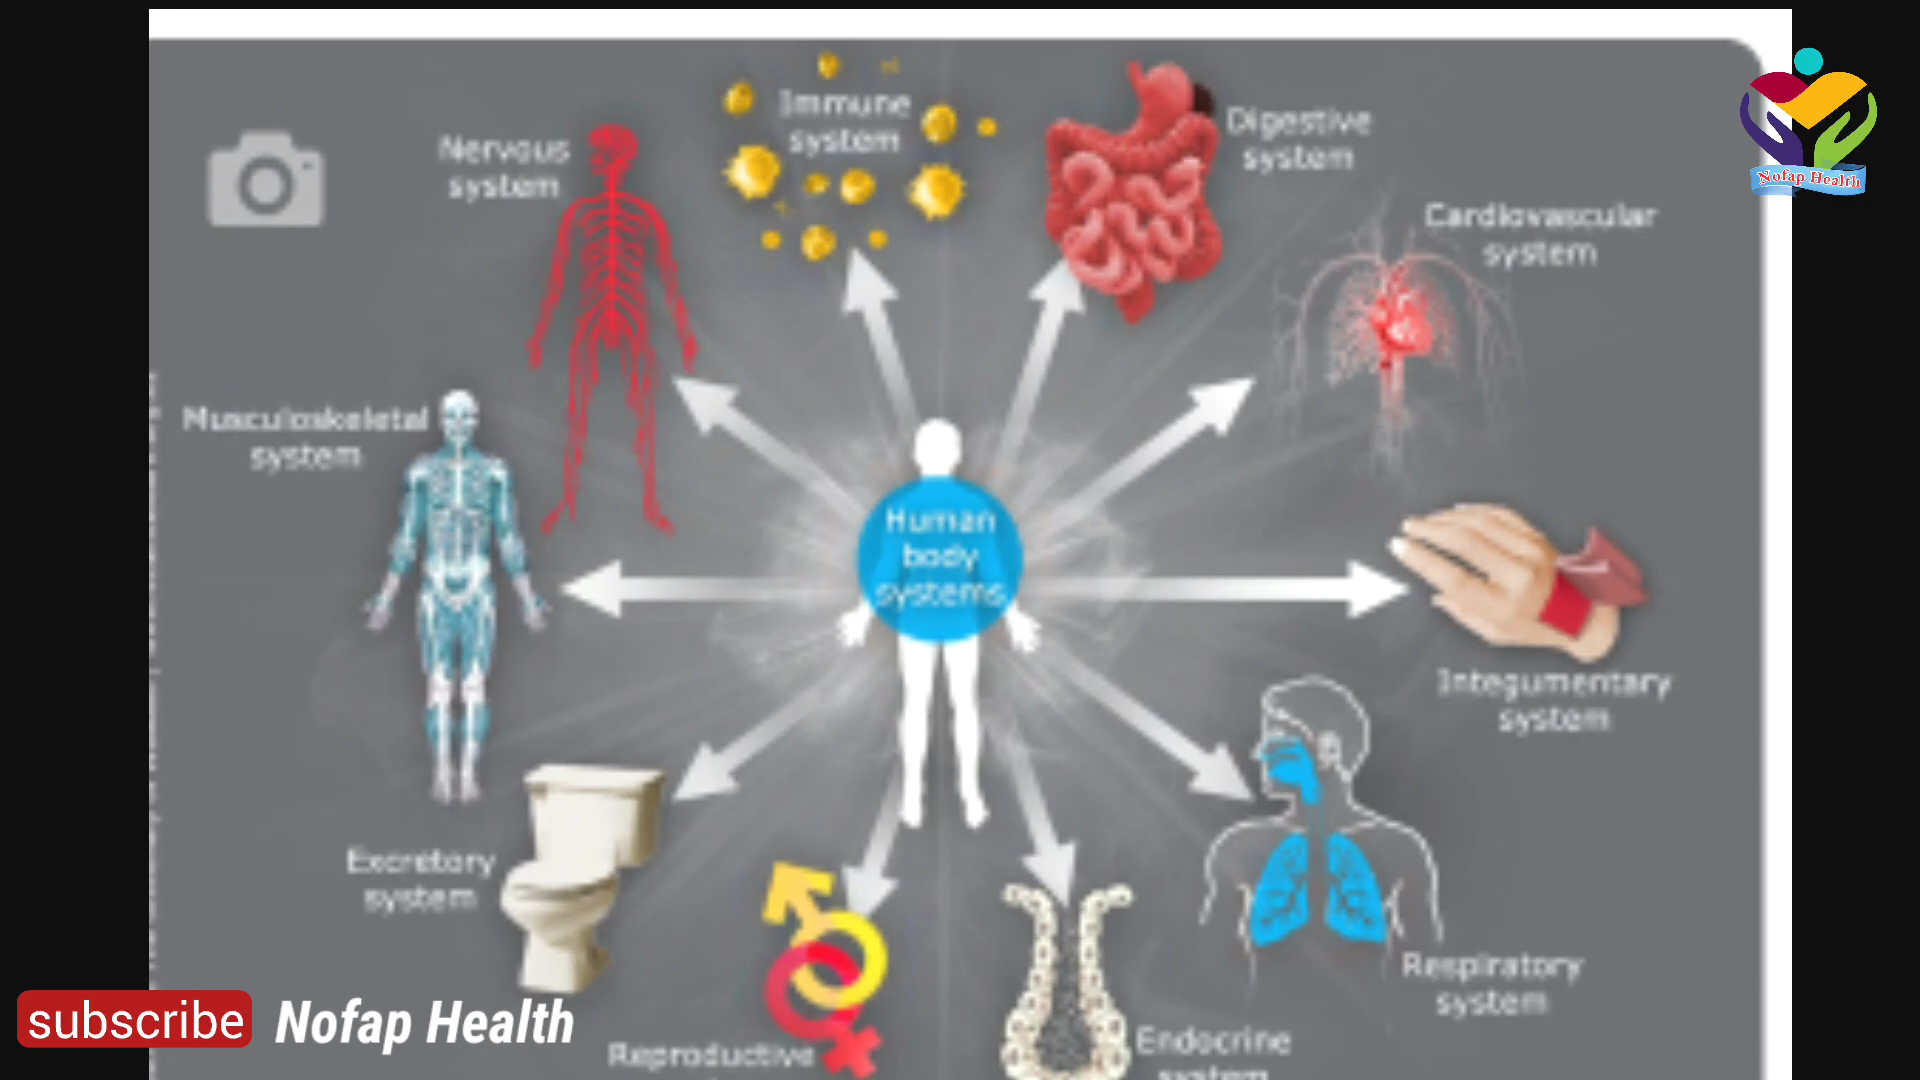 Immune
system
Digestive
system
Nervous
system
Cardiovascular
system
Nofap Health
Musculoskeletal
system
Human
body
systems
Integumentary
system
Excretory
system
Respiratory
system
subscribe Nofap Health
Reproductive
Endocrine
system